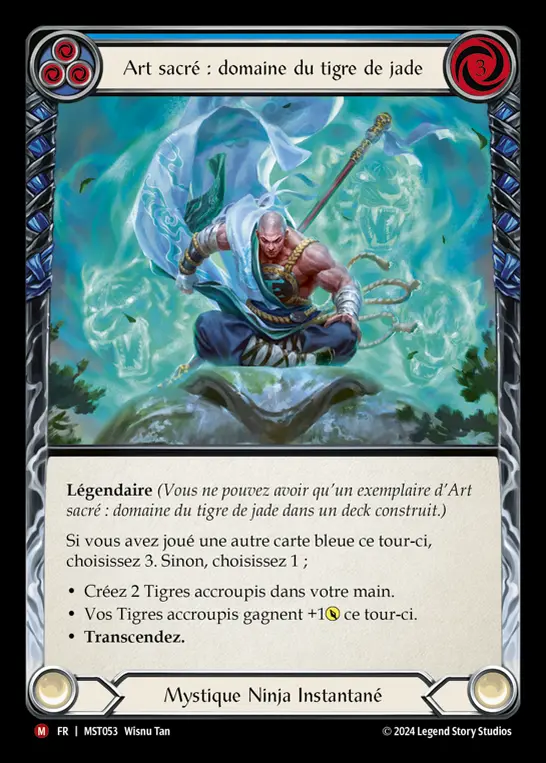 Art sacré : domaine du tigre de jade
3
Légendaire (Vous ne pouvez avoir qu'un exemplaire d'Art
sacré : domaine du tigre de jade dans un deck construit.)
Si vous avez joué une autre carte bleue ce tour-ci,
choisissez 3. Sinon, choisissez 1 ;
• Créez 2 Tigres accroupis dans votre main.
• Vos Tigres accroupis gagnent +1 ce tour-ci.
• Transcendez.
Mystique Ninja Instantané
M FR | MST053 Wisnu Tan
© 2024 Legend Story Studios